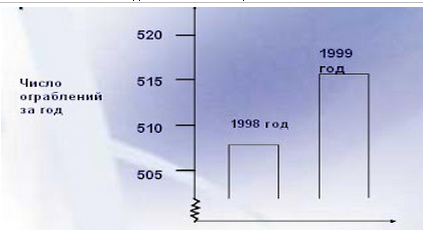 520
1999
год
515
Число
ограблений
за год
510
1998 год
505